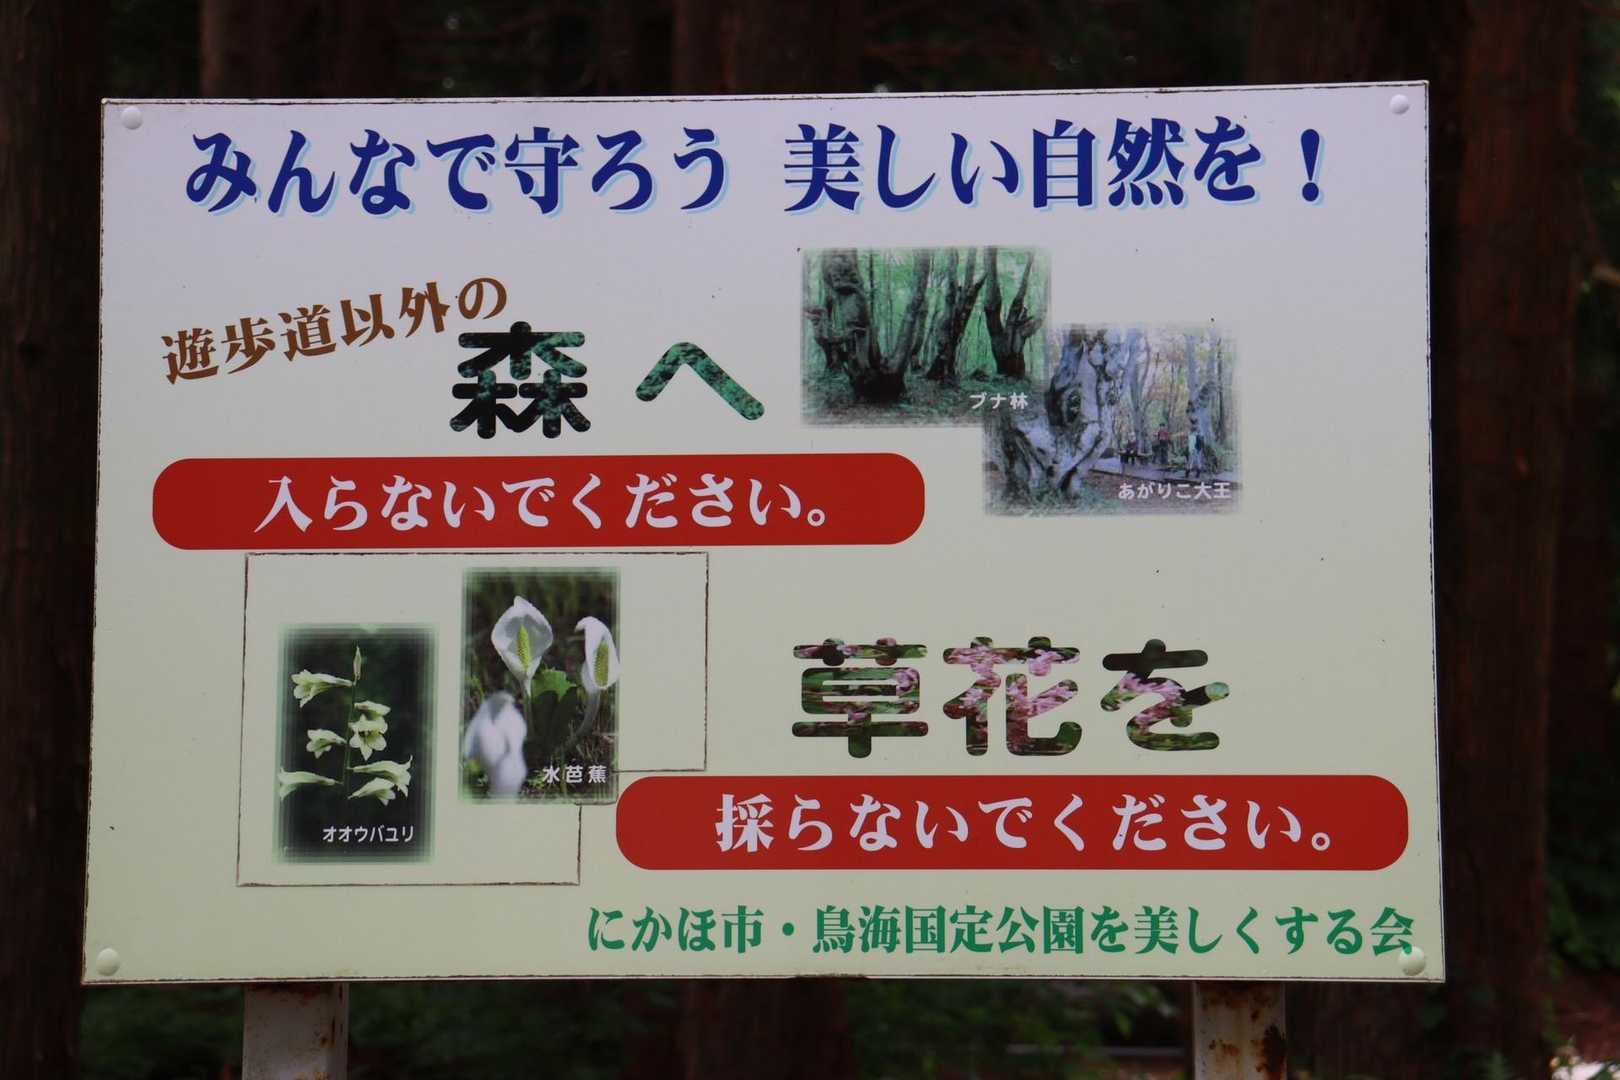 みんなで守ろう 美しい自然を！
遊歩道以外の
森へ
ブナ林
あがりこ大王
入らないでください。
水芭蕉
オオウバユリ
草花を
採らないでください。
にかほ市・鳥海国定公園を美しくする会